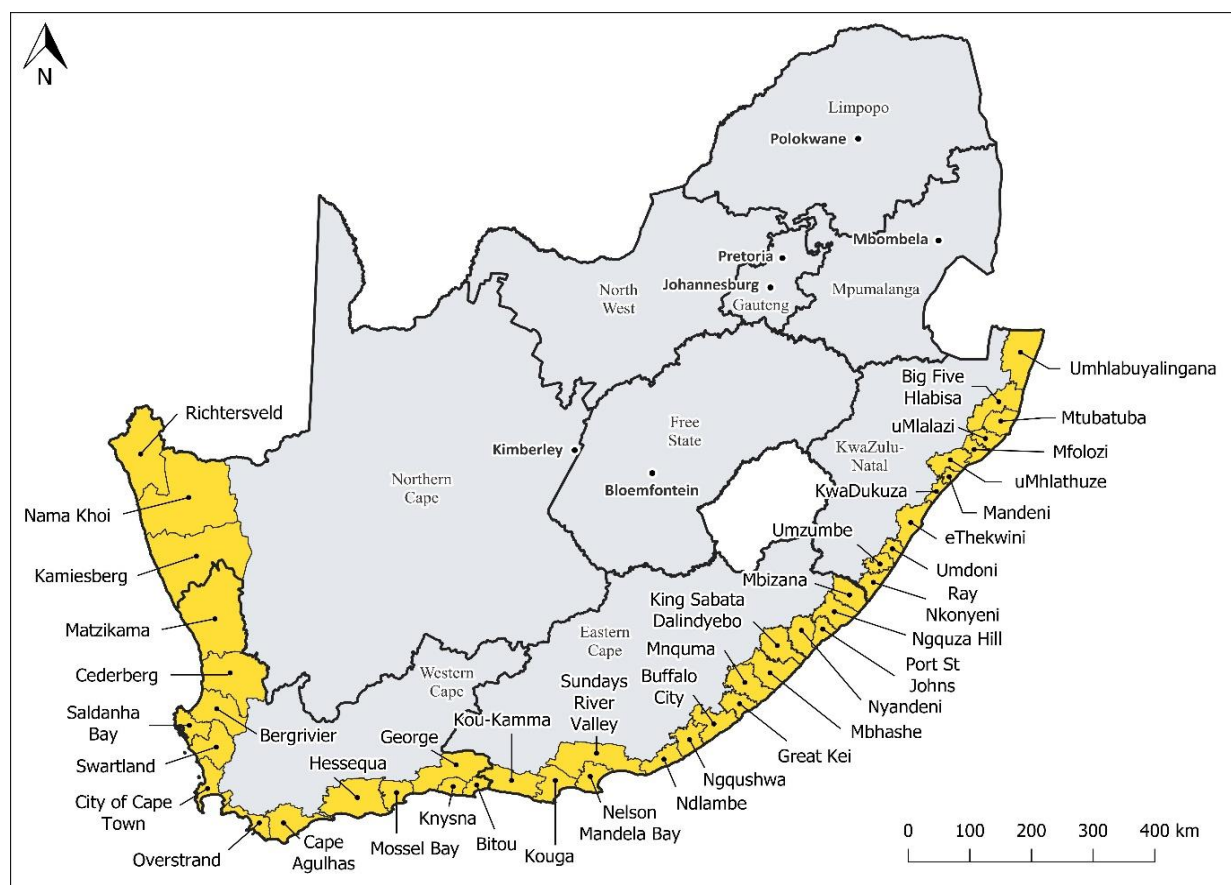 N
Limpopo
Polokwane
Mbombela
Pretoria
Johannesburg
Gauteng
Mpumalanga
North
West
Umhlabuyalingana
Big Five
Hlabisa
Mtubatuba
uMlalazi
Mfolozi
KwaZulu-
Natal
uMhlathuze
KwaDukuza
Mandeni
eThekwini
Umzumbe
Umdoni
Mbizana
Ray
Nkonyeni
King Sabata
Dalindyebo
Ngquza Hill
Mnquma
Port St
Johns
Buffalo
City
Nyandeni
Mbhashe
Great Kei
Free
State
Kimberley
Bloemfontein
Northern
Cape
Eastern
Cape
Western
Cape
Richtersveld
Nama Khoi
Kamiesberg
Matzikama
Cederberg
Saldanha
Bay
Bergrivier
Swartland
City of Cape
Town
Overstrand
Cape
Agulhas
Hessequa
Mossel Bay
George
Knysna
Bitou
Kou-Kamma
Kouga
Sundays
River
Valley
Nelson
Mandela Bay
Ndlambe
Ngqushwa
0 100 200 300 400 km